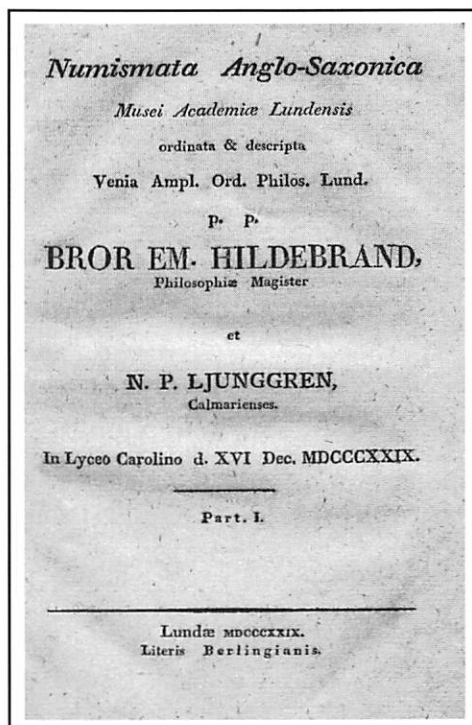 Numismata Anglo-Saxonica
Musei Academiæ Lundensis
ordinata & descripta
Venia Ampl. Ord. Philos. Lund.
P. P.
BROR EM. HILDEBRAND,
Philosophiæ Magister
et
N. P. LJUNGGREN,
Calmarienses.
In Lyceo Carolino d. XVI Dec. MDCCCXXIX.
Part. I.
Lundæ MDCCCXXIX.
Literis Berlingianis.